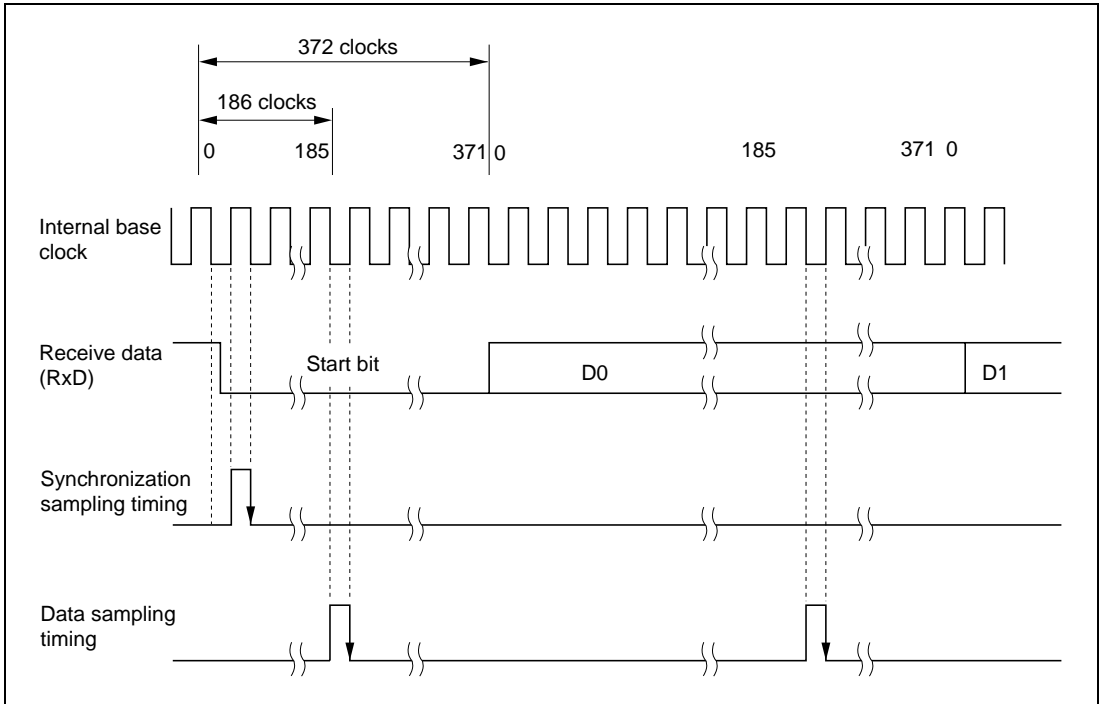 372 clocks
186 clocks
0 185 371 0 185 371 0
Internal base
clock
Receive data
(RxD)
Start bit
D0
D1
Synchronization
sampling timing
Data sampling
timing